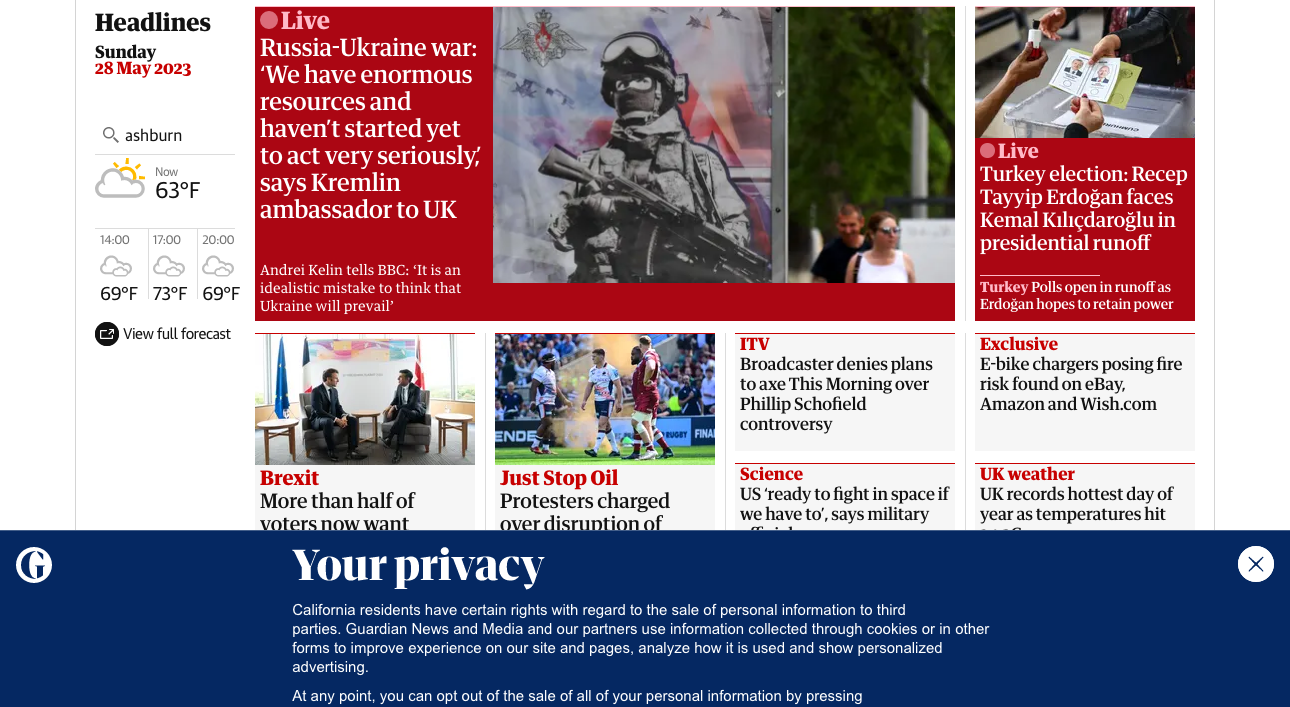 Headlines
Sunday
28 May 2023
ashburn
Now
63°F
14:00
17:00
20:00
69°F
73°F
69°F
View full forecast
Live
Russia-Ukraine war:
‘We have enormous
resources and
haven’t started yet
to act very seriously,’
says Kremlin
ambassador to UK
Andrei Kelin tells BBC: ‘It is an
idealistic mistake to think that
Ukraine will prevail’
Live
Turkey election: Recep
Tayyip Erdoğan faces
Kemal Kılıçdaroğlu in
presidential runoff
Turkey Polls open in runoff as
Erdoğan hopes to retain power
Brexit
More than half of
voters now want
Just Stop Oil
Protesters charged
over disruption of
ITV
Broadcaster denies plans
to axe This Morning over
Phillip Schofield
controversy
Exclusive
E-bike chargers posing fire
risk found on eBay,
Amazon and Wish.com
Science
US ‘ready to fight in space if
we have to’, says military
UK weather
UK records hottest day of
year as temperatures hit
Your privacy
California residents have certain rights with regard to the sale of personal information to third
parties. Guardian News and Media and our partners use information collected through cookies or in other
forms to improve experience on our site and pages, analyze how it is used and show personalized
advertising.
At any point, you can opt out of the sale of all of your personal information by pressing